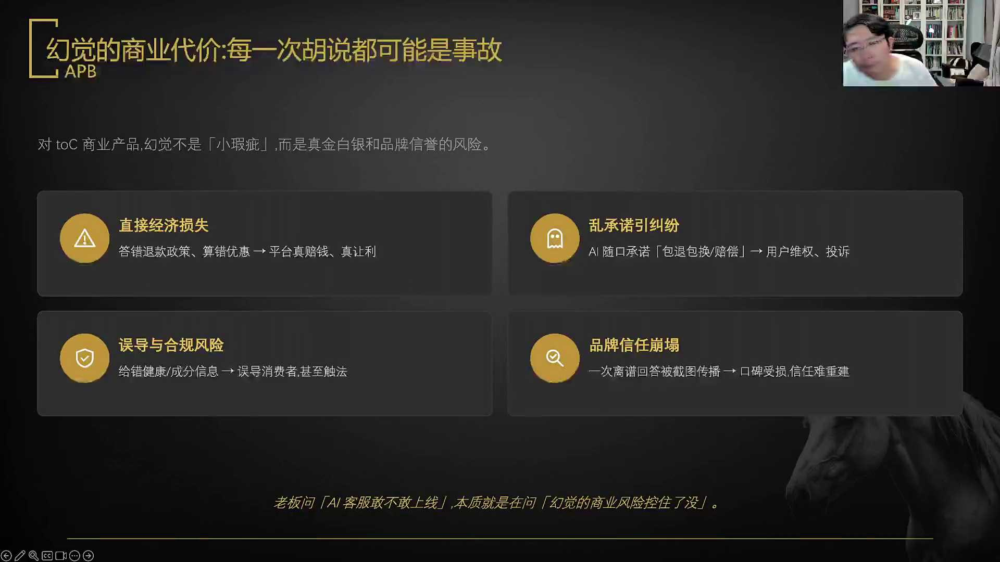 幻觉的商业代价:每一次胡说都可能是事故
APB
对 toC 商业产品,幻觉不是「小瑕疵」,而是真金白银和品牌信誉的风险。
直接经济损失
答错退款政策、算错优惠 → 平台真赔钱、真让利
乱承诺引纠纷
AI 随口承诺「包退包换/赔偿」→ 用户维权、投诉
误导与合规风险
给错健康/成分信息 → 误导消费者,甚至触法
品牌信任崩塌
一次离谱回答被截图传播 → 口碑受损,信任难重建
老板问「AI 客服敢不敢上线」,本质就是在问「幻觉的商业风险控住了没」。
CC